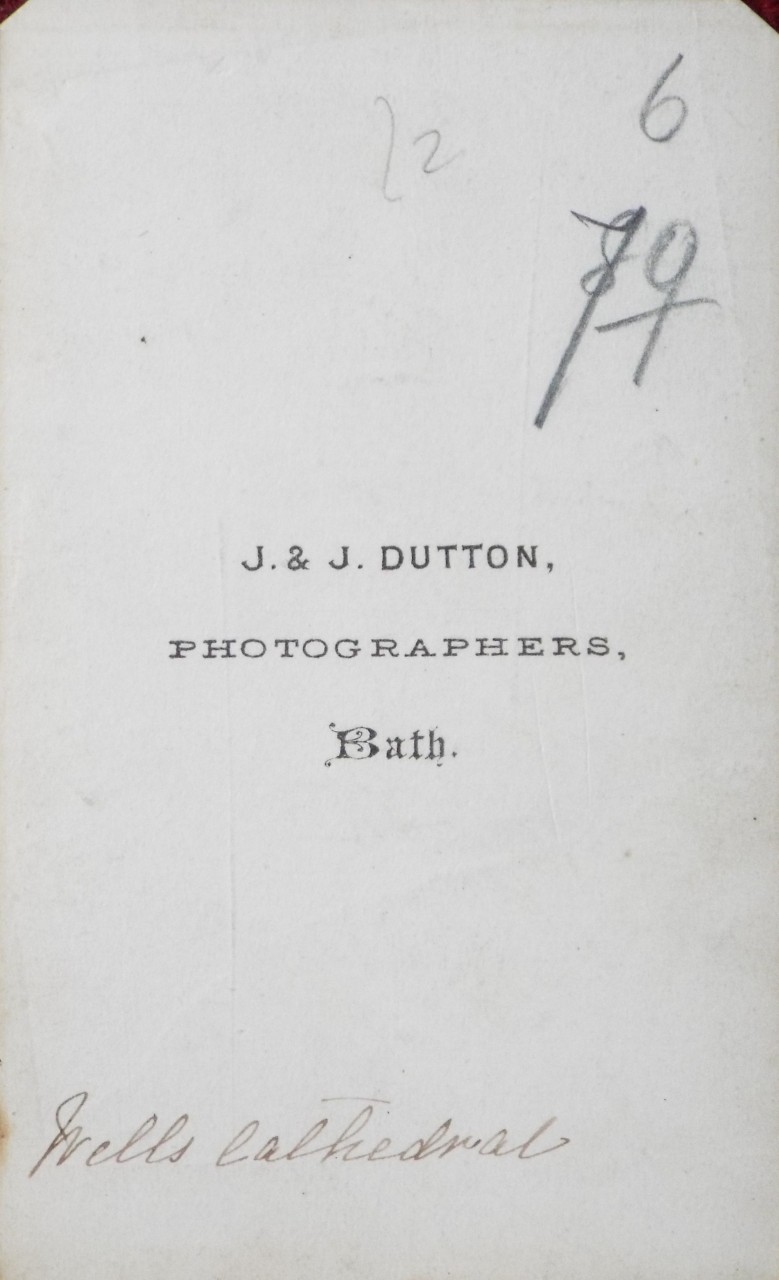 6
12
79
J. & J. DUTTON,
PHOTOGRAPHERS,
Bath.
Wells Cathedral